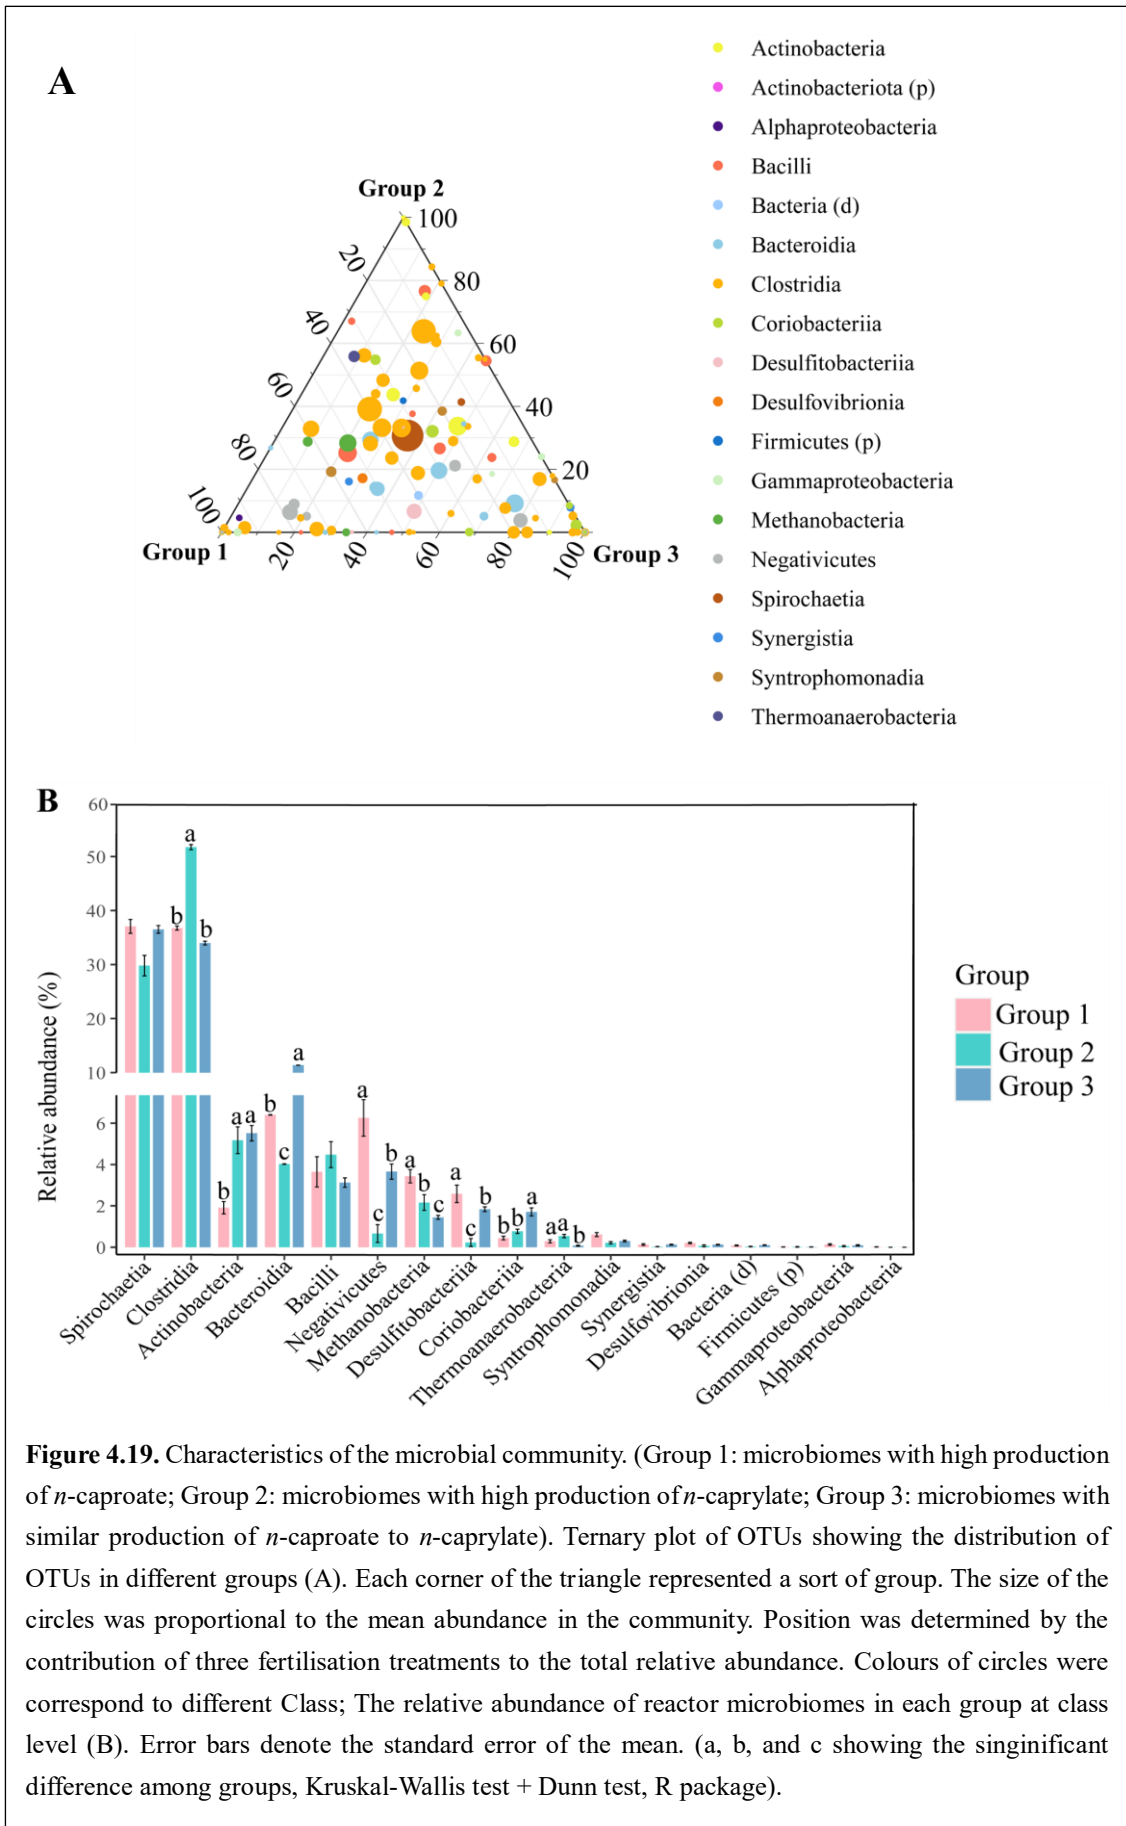 A
Group 2
100
20
80
40
60
60
40
80
20
100
Group 1
20
40
60
80
100
Group 3
Actinobacteria
Actinobacteriota (p)
Alphaproteobacteria
Bacilli
Bacteria (d)
Bacteroidia
Clostridia
Coriobacteriia
Desulfitobacteriia
Desulfovibrionia
Firmicutes (p)
Gammaproteobacteria
Methanobacteria
Negativicutes
Spirochaetia
Synergistia
Syntrophomonadia
Thermoanaerobacteria
B
Relative abundance (%)
60
50
40
30
20
10
6
4
2
0
b a b
b a a
b c a
a c b
a b c
a c b
b b a
a a b
Spirochaetia
Clostridia
Actinobacteria
Bacteroidia
Bacilli
Negativicutes
Methanobacteria
Desulfitobacteriia
Coriobacteriia
Thermoanaerobacteria
Syntrophomonadia
Synergistia
Desulfovibrionia
Bacteria (d)
Firmicutes (p)
Gammaproteobacteria
Alphaproteobacteria
Group
Group 1
Group 2
Group 3
Figure 4.19. Characteristics of the microbial community. (Group 1: microbiomes with high production
of n-caproate; Group 2: microbiomes with high production of n-caprylate; Group 3: microbiomes with
similar production of n-caproate to n-caprylate). Ternary plot of OTUs showing the distribution of
OTUs in different groups (A). Each corner of the triangle represented a sort of group. The size of the
circles was proportional to the mean abundance in the community. Position was determined by the
contribution of three fertilisation treatments to the total relative abundance. Colours of circles were
correspond to different Class; The relative abundance of reactor microbiomes in each group at class
level (B). Error bars denote the standard error of the mean. (a, b, and c showing the singinificant
difference among groups, Kruskal-Wallis test + Dunn test, R package).